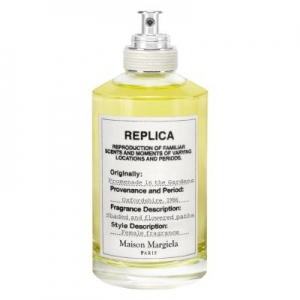 REPLICA
REPRODUCTION OF FAMILIAR
SCENTS AND MOMENTS OF VARYING
LOCATIONS AND PERIODS.
Originally:
Promenade in the Gardens
Provenance and Period:
Oxfordshire, 1986
Fragrance Description:
Shaded and flowered paths
Style Description:
Female fragrance
Maison Margiela
PARIS